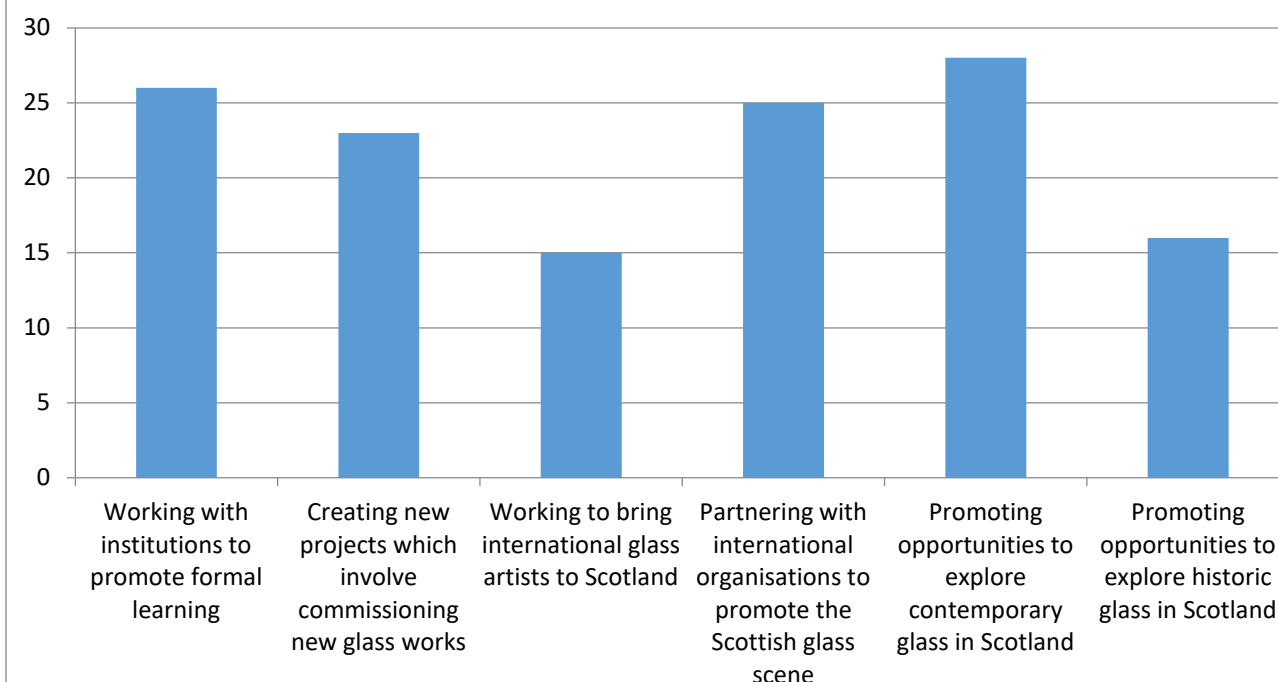 30
25
20
15
10
5
0
Working with
institutions to
promote formal
learning
Creating new
projects which
involve
commissioning
new glass works
Working to bring
international glass
artists to Scotland
Partnering with
international
organisations to
promote the
Scottish glass
scene
Promoting
opportunities to
explore
contemporary
glass in Scotland
Promoting
opportunities to
explore historic
glass in Scotland